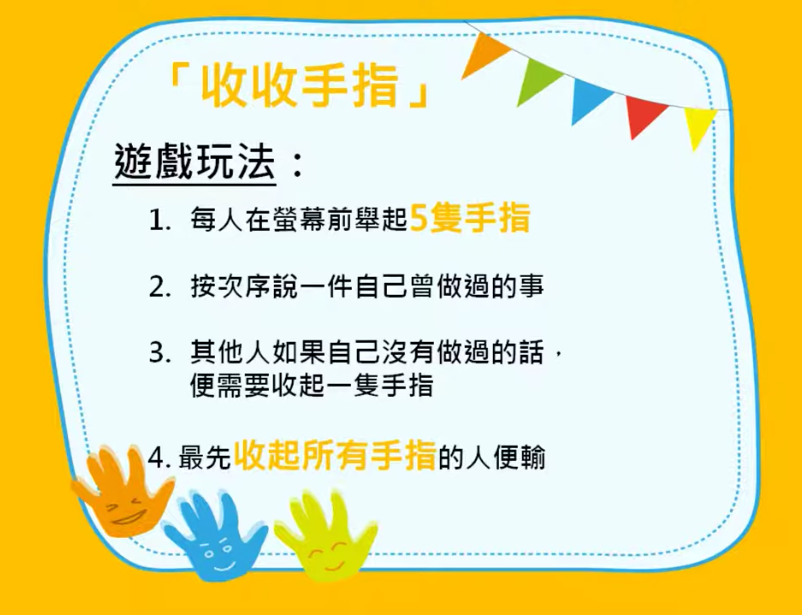 「收收手指」
遊戲玩法：
1. 每人在螢幕前舉起5隻手指
2. 按次序說一件自己曾做過的事
3. 其他人如果自己沒有做過的話，
便需要收起一隻手指
4. 最先收起所有手指的人便輸